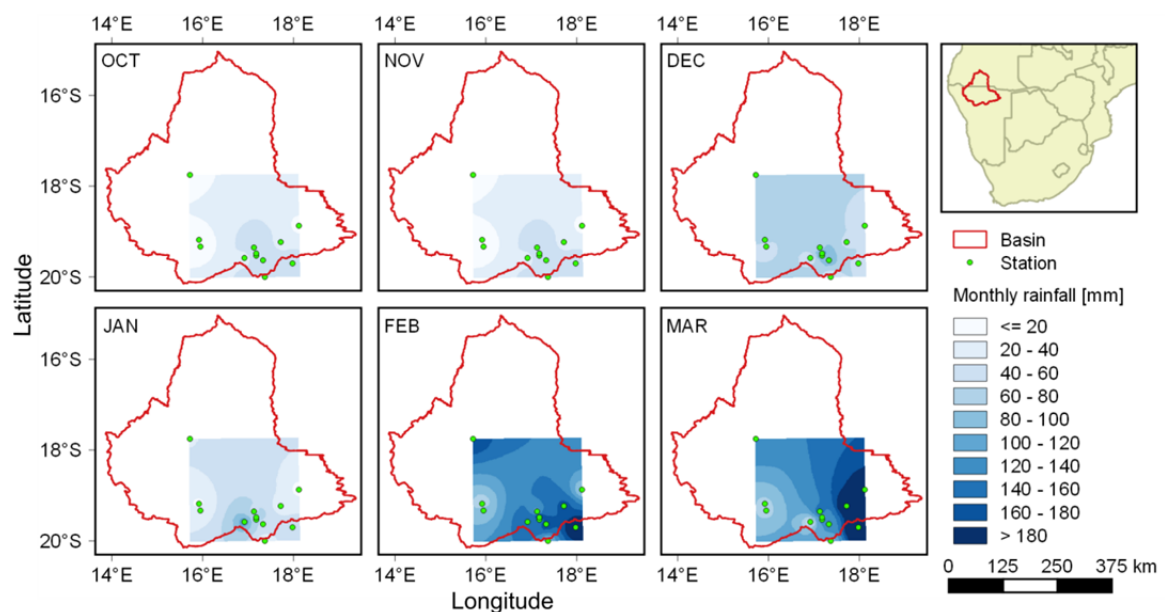 14°E 16°E 18°E 14°E 16°E 18°E 14°E 16°E 18°E
OCT NOV DEC
16°S
18°S
20°S
Latitude
JAN FEB MAR
16°S
18°S
20°S
14°E 16°E 18°E 14°E 16°E 18°E 14°E 16°E 18°E
Longitude
Basin
Station
Monthly rainfall [mm]
<= 20
20 - 40
40 - 60
60 - 80
80 - 100
100 - 120
120 - 140
140 - 160
160 - 180
> 180
0 125 250 375 km